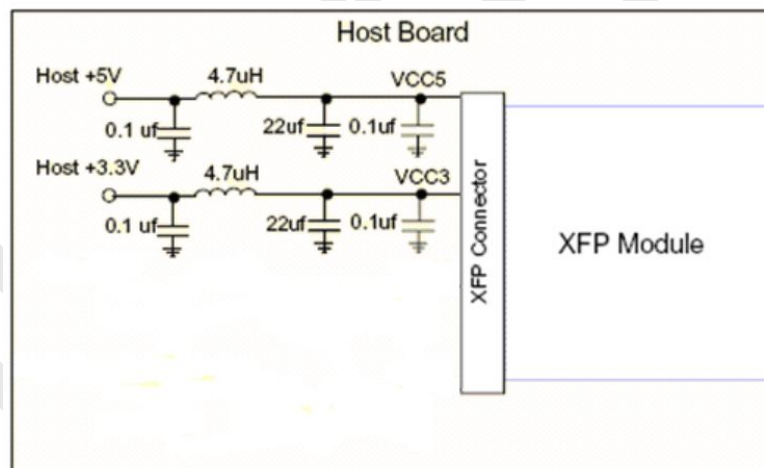 Host Board
Host +5V
4.7uH
VCC5
0.1 uf
22uf
0.1uf
Host +3.3V
4.7uH
VCC3
0.1 uf
22uf
0.1uf
XFP Connector
XFP Module